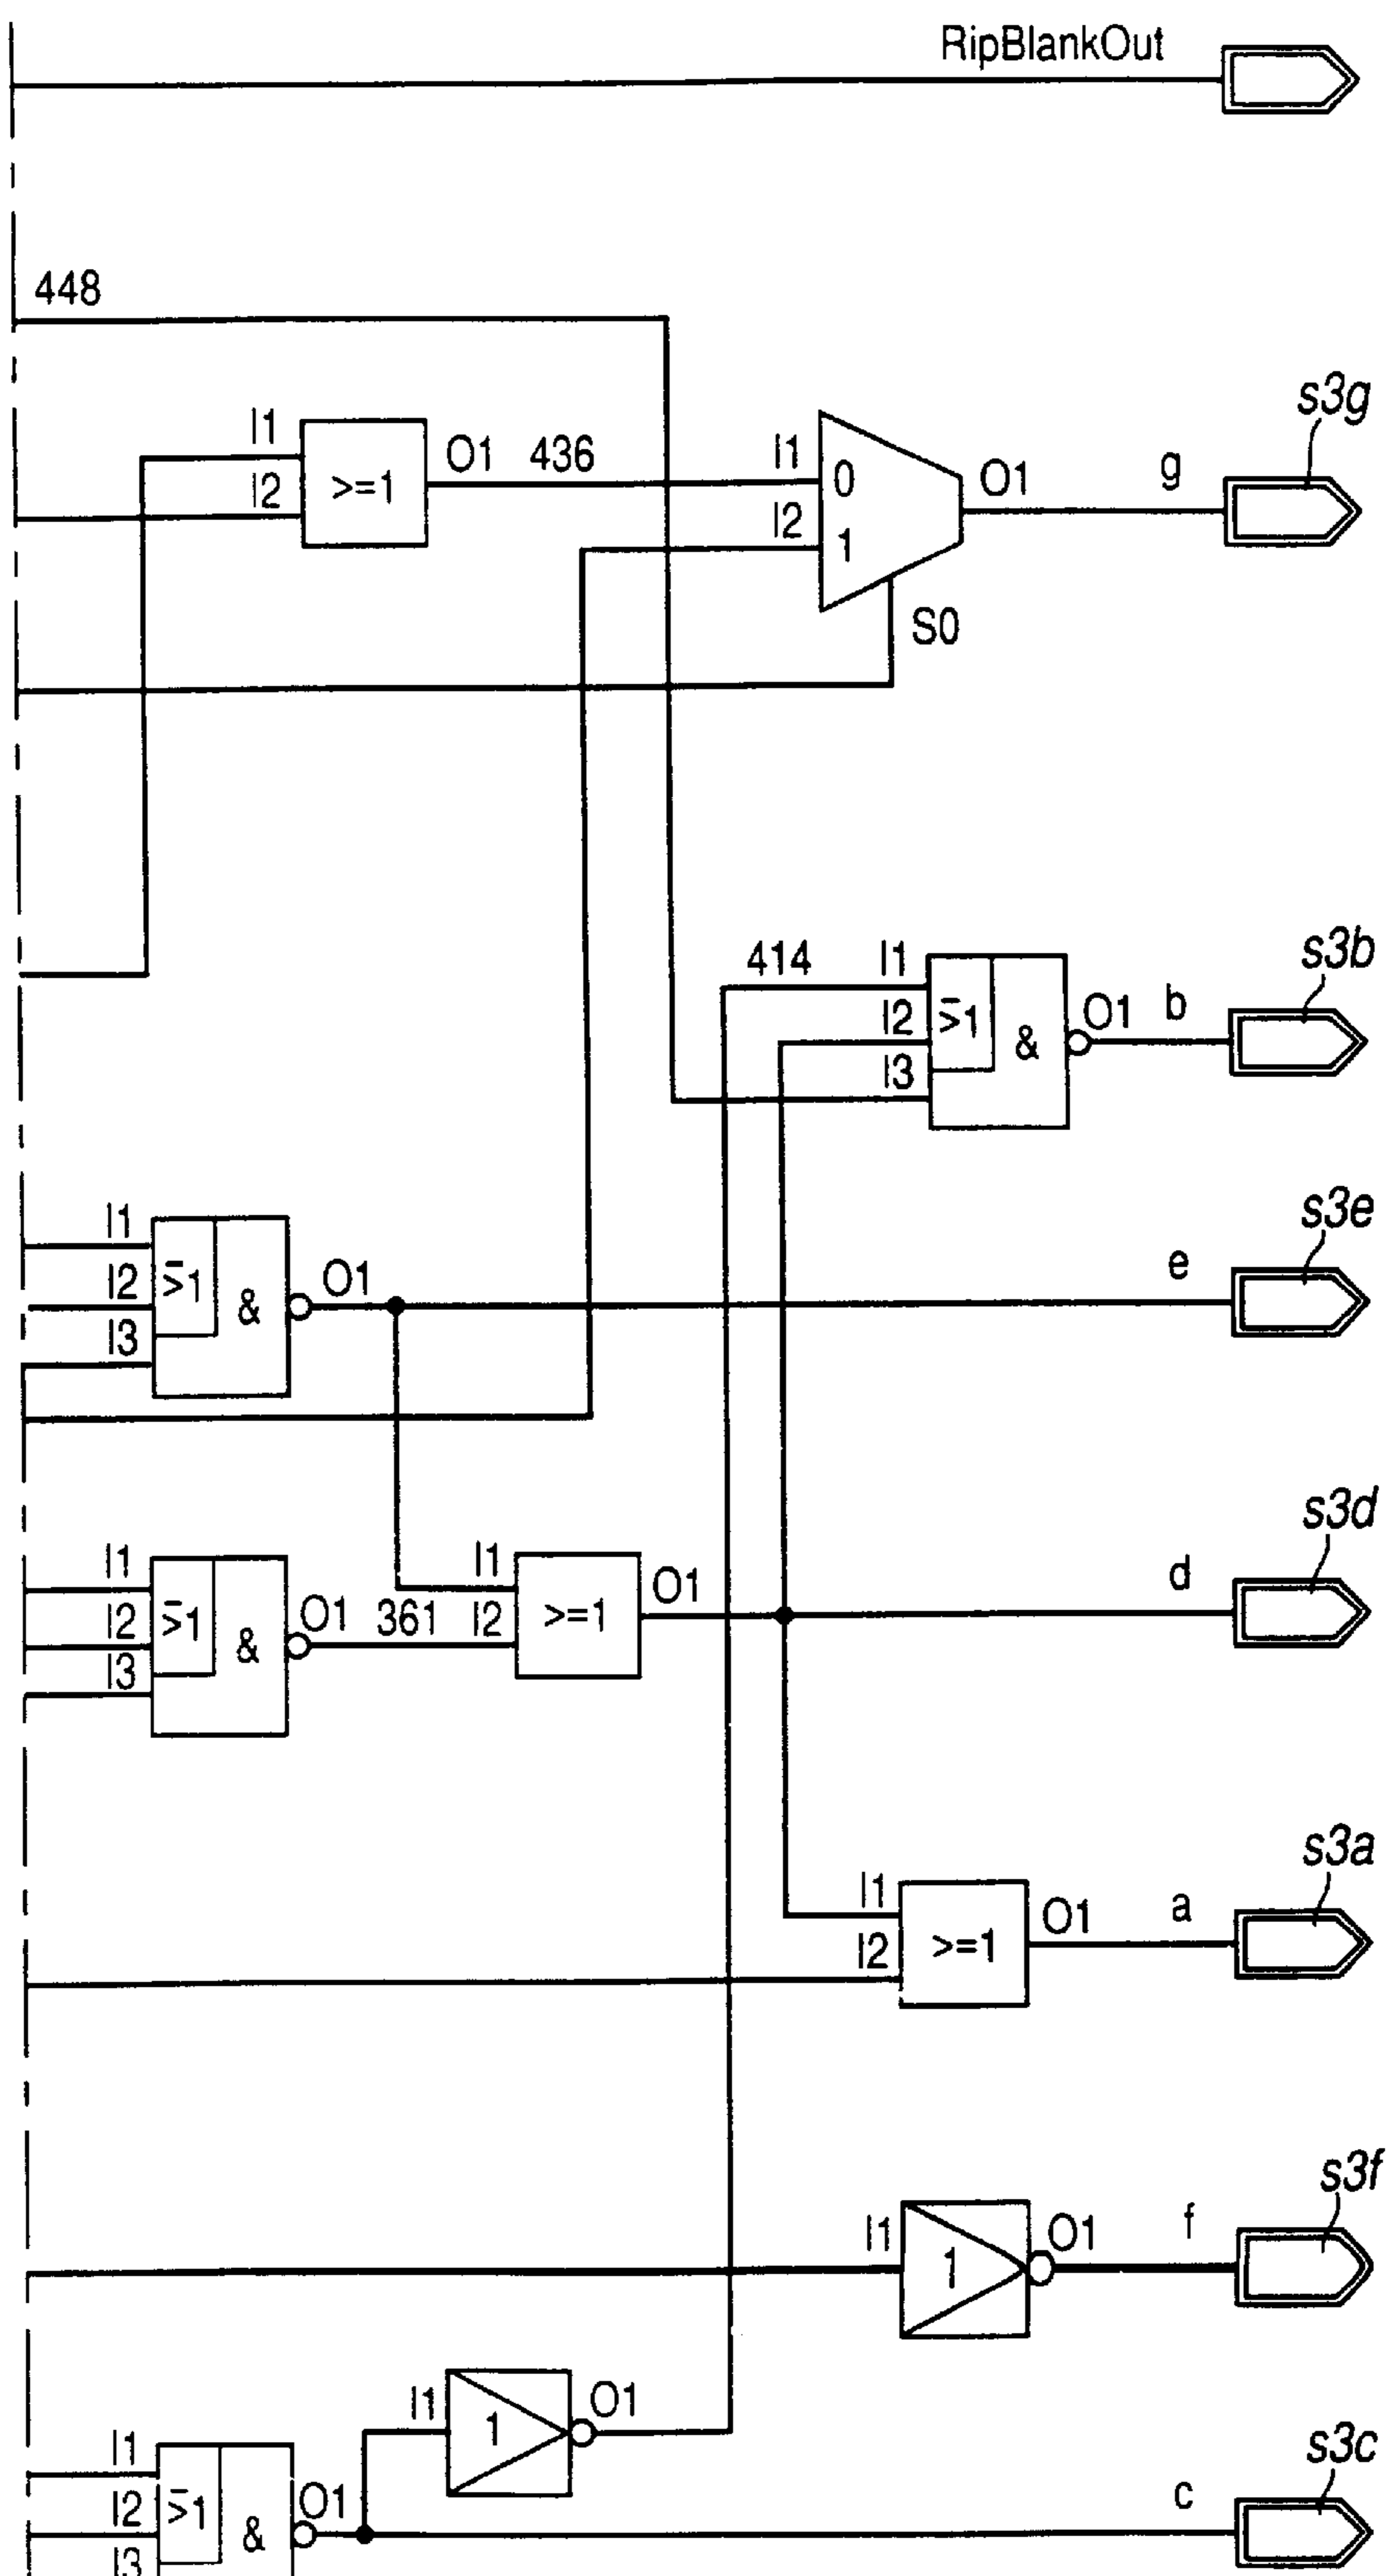 RipBlankOut
448
s3g
I1
O1 436 I1 0 O1 g
I2 >=1 I2 1
S0
s3b
414 I1
I2 >1 & O1 b
I3
s3e
I1
I2 >1 & O1 e
I3
s3d
I1 I1 O1 d
I2 >1 & O1 361 I2 >=1
I3
s3a
I1 O1 a
I2 >=1
s3f
I1 1 O1 f
I1 1 O1
s3c
I1
I2 >1 & O1 c
I3